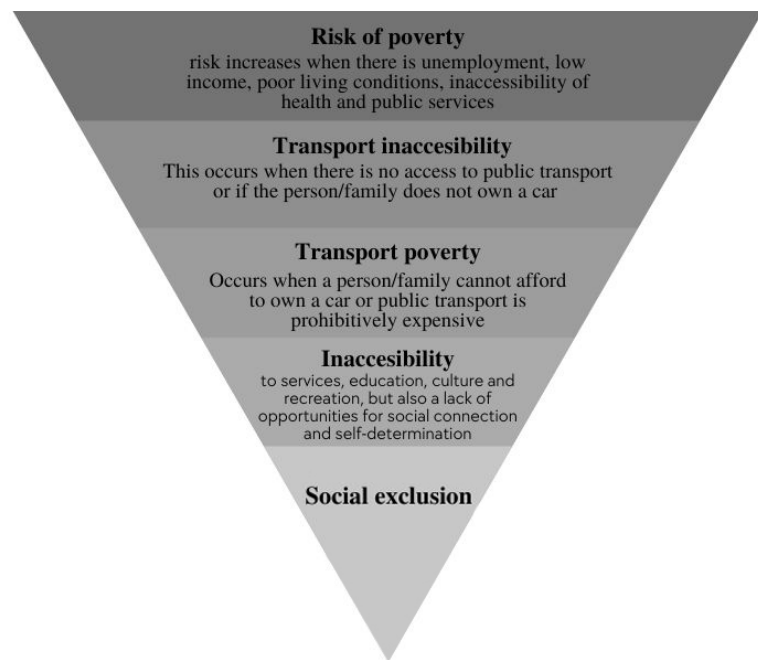 Risk of poverty
risk increases when there is unemployment, low
income, poor living conditions, inaccessibility of
health and public services
Transport inaccesibility
This occurs when there is no access to public transport
or if the person/family does not own a car
Transport poverty
Occurs when a person/family cannot afford
to own a car or public transport is
prohibitively expensive
Inaccesibility
to services, education, culture and
recreation, but also a lack of
opportunities for social connection
and self-determination
Social exclusion